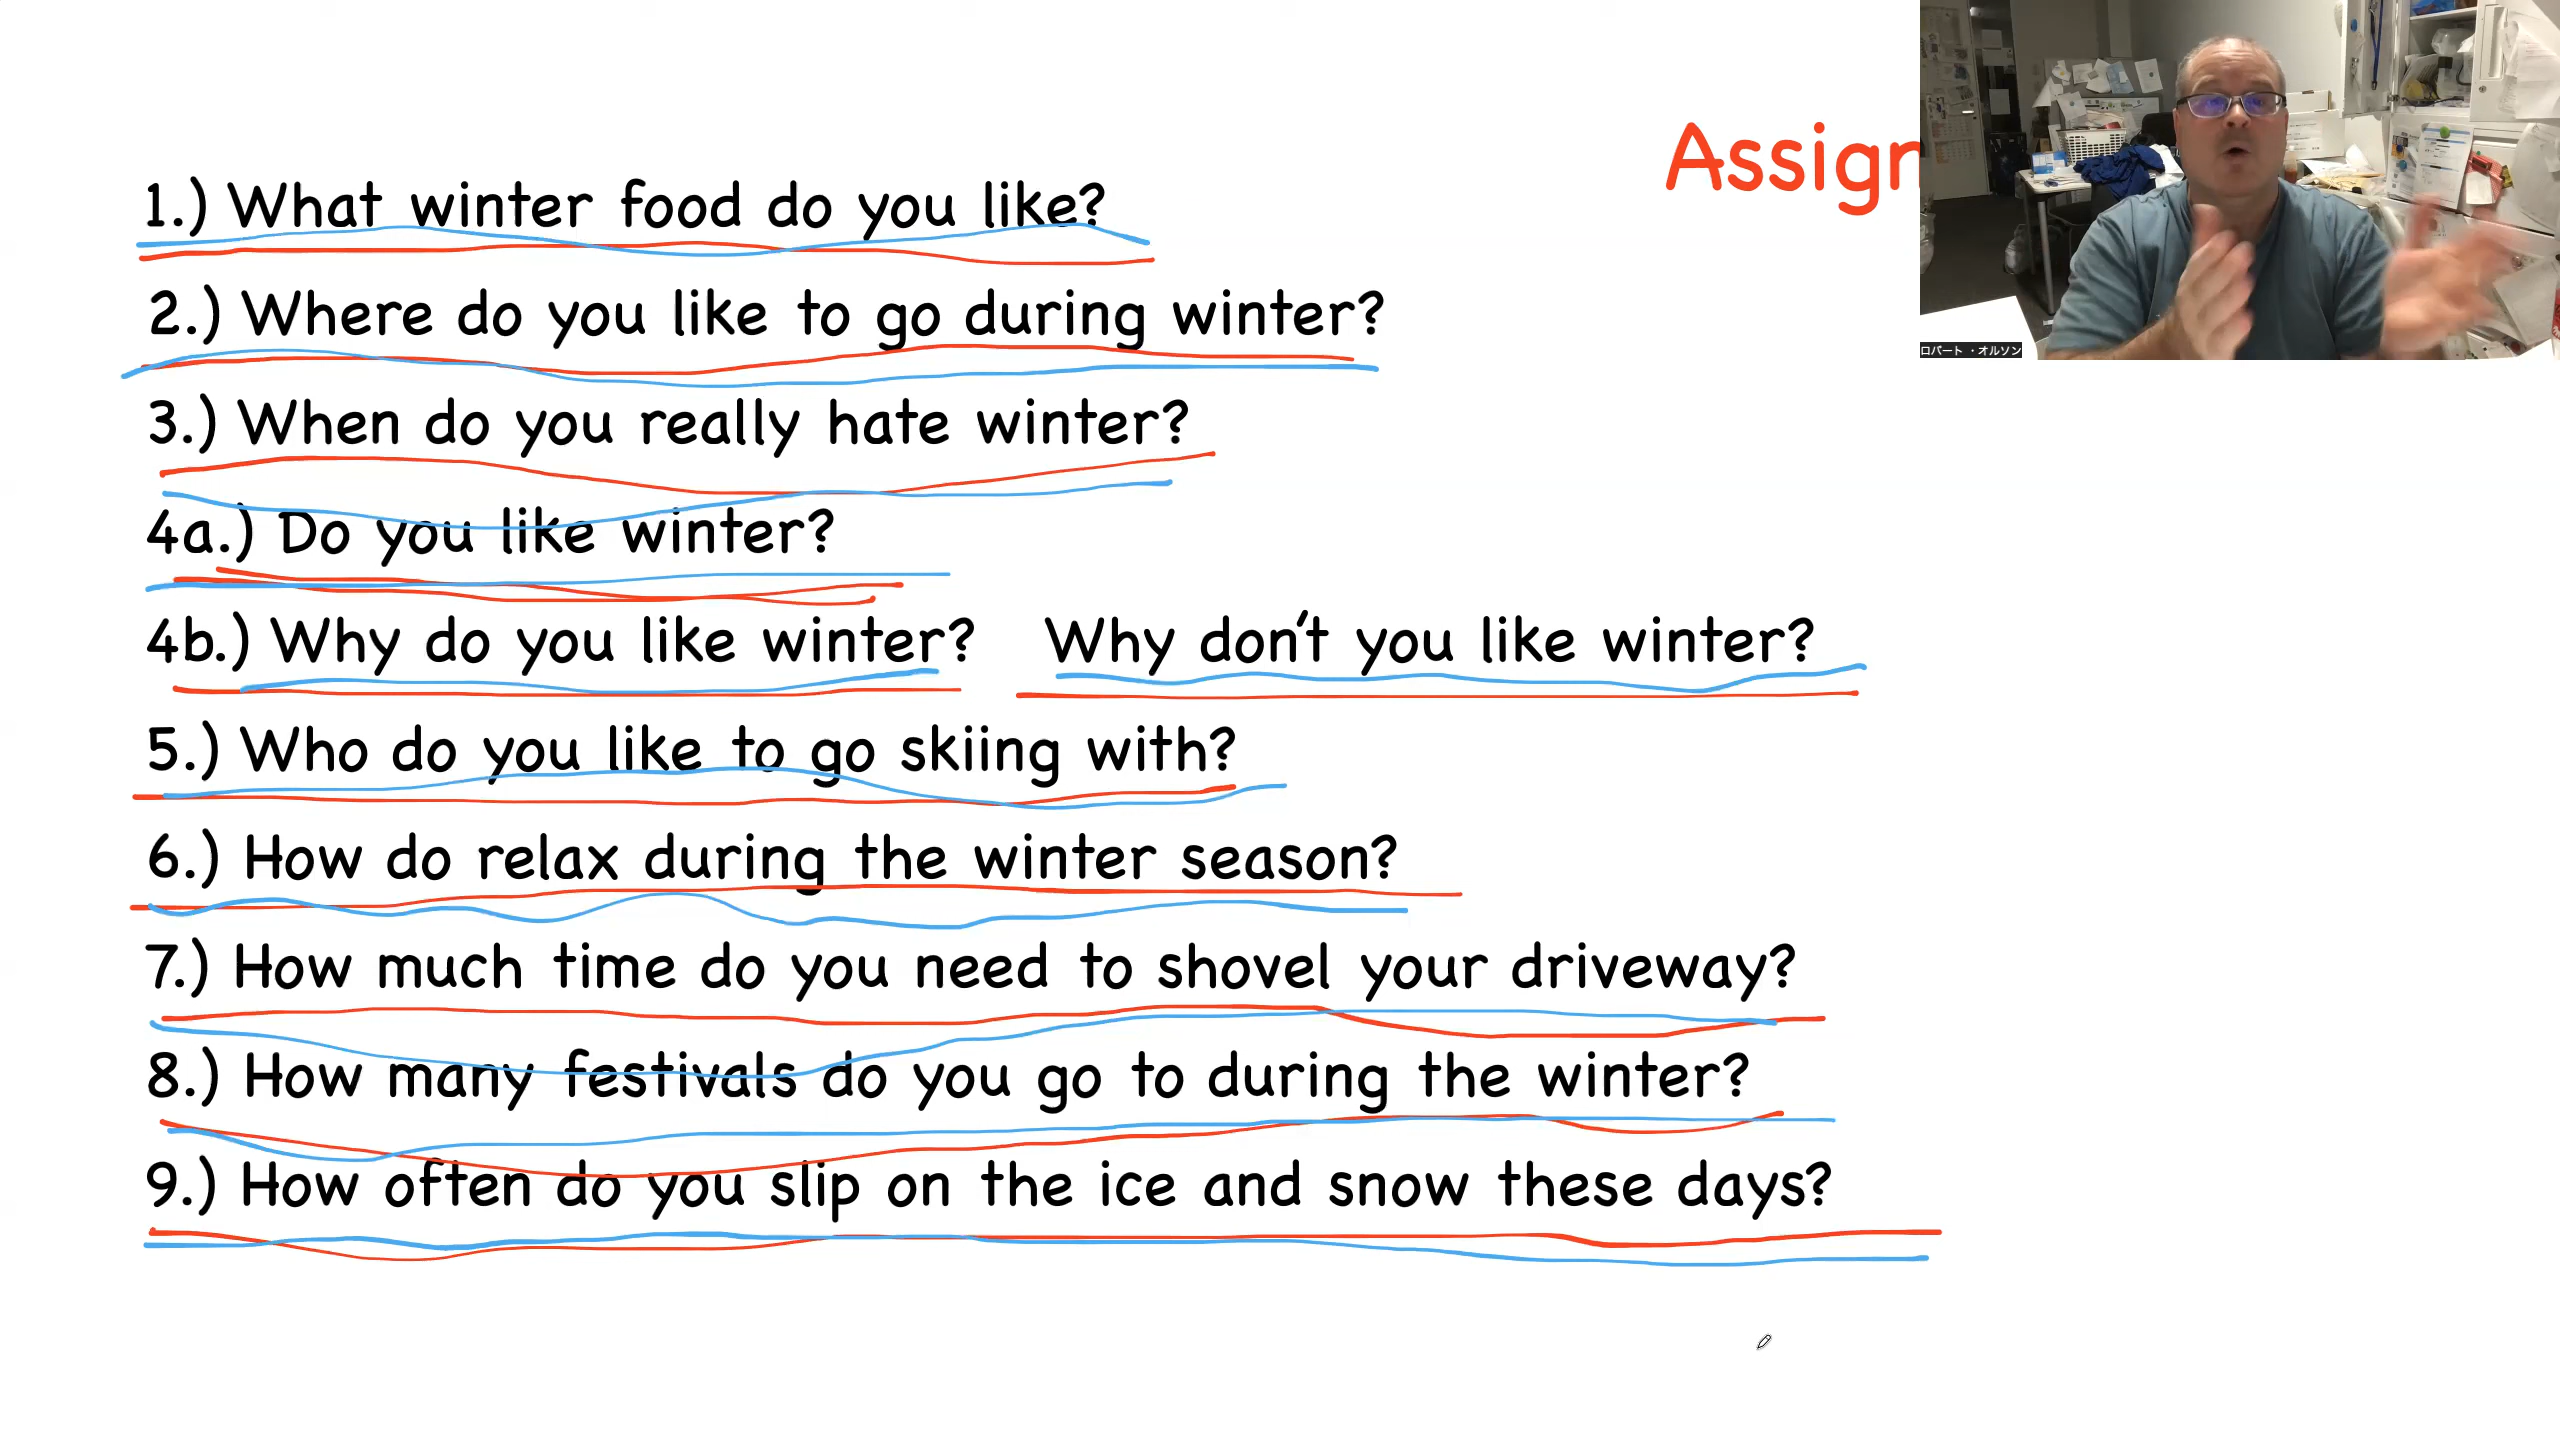 Assign
1.) What winter food do you like?
2.) Where do you like to go during winter?
3.) When do you really hate winter?
4a.) Do you like winter?
4b.) Why do you like winter? Why don't you like winter?
5.) Who do you like to go skiing with?
6.) How do relax during the winter season?
7.) How much time do you need to shovel your driveway?
8.) How many festivals do you go to during the winter?
9.) How often do you slip on the ice and snow these days?
ロバート・オルソン